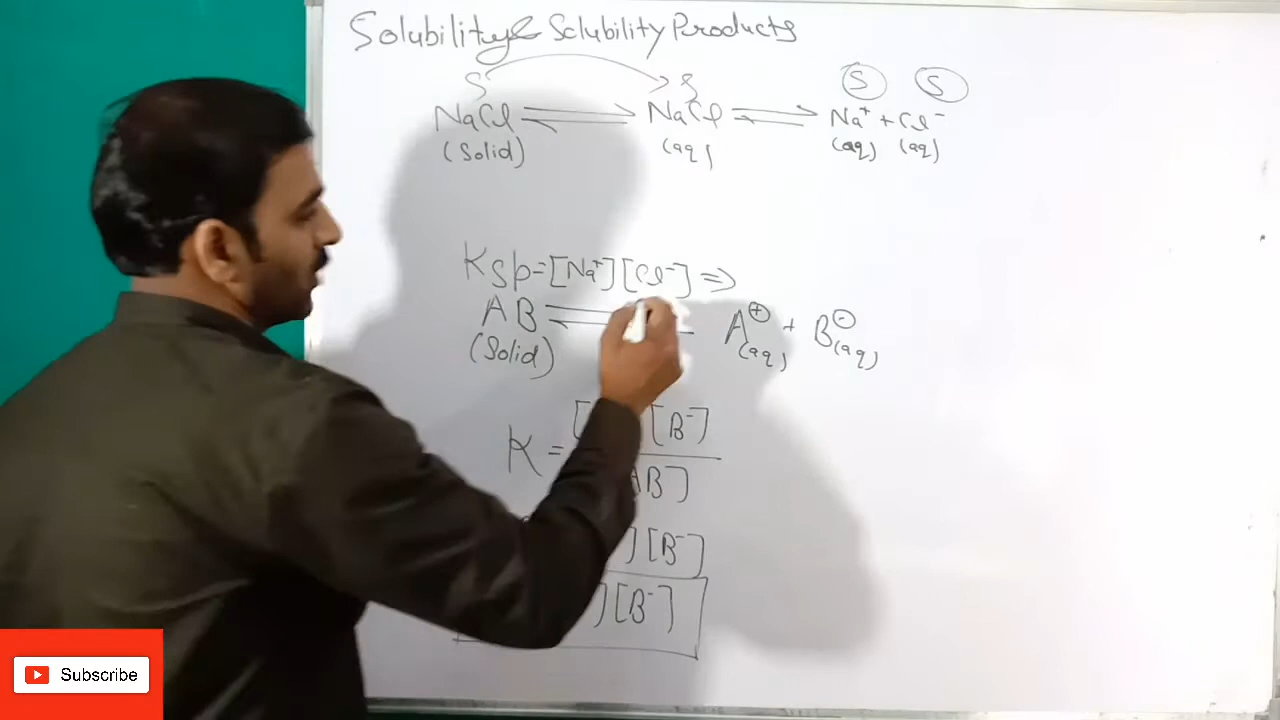 Solubility & Solubility Products
S S S S
NaCl ⇌ NaCl ⇌ Na⁺ + Cl⁻
(Solid) (aq) (aq) (aq)
Ksp=[Na⁺][Cl⁻] ⇒
AB ⇌ A⁺ + B⁻
(Solid) (aq) (aq)
[ [B⁻]
K =
AB]
][B⁻]
][B⁻]
Subscribe